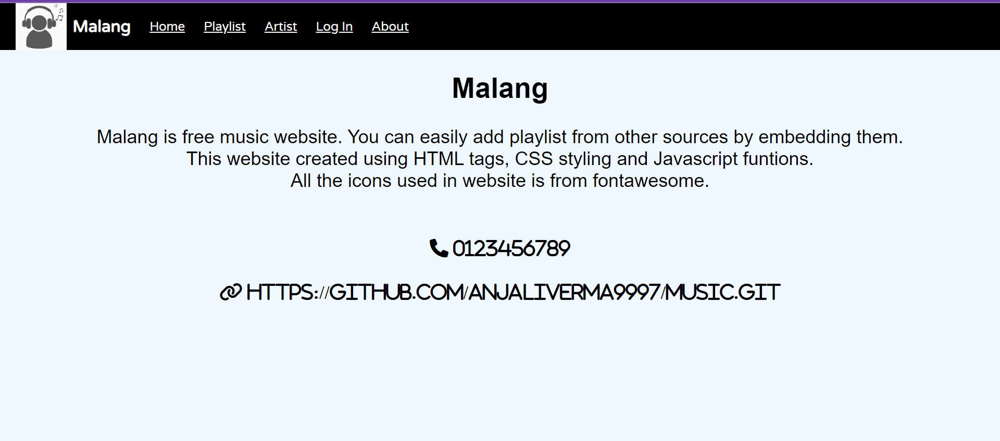 Malang Home Playlist Artist Log In About
Malang
Malang is free music website. You can easily add playlist from other sources by embedding them.
This website created using HTML tags, CSS styling and Javascript funtions.
All the icons used in website is from fontawesome.
0123456789
HTTPS://GITHUB.COM/ANJALIVERMA9997/MUSIC.GIT